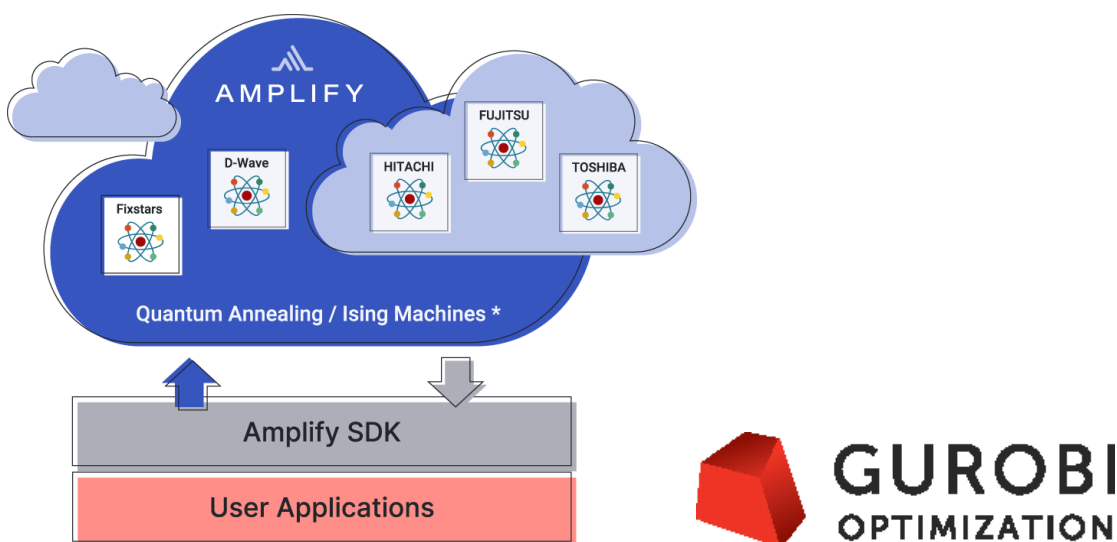 AMPLIFY
FUJITSU
D-Wave
HITACHI
TOSHIBA
Fixstars
Quantum Annealing / Ising Machines *
Amplify SDK
User Applications
GUROBI
OPTIMIZATION